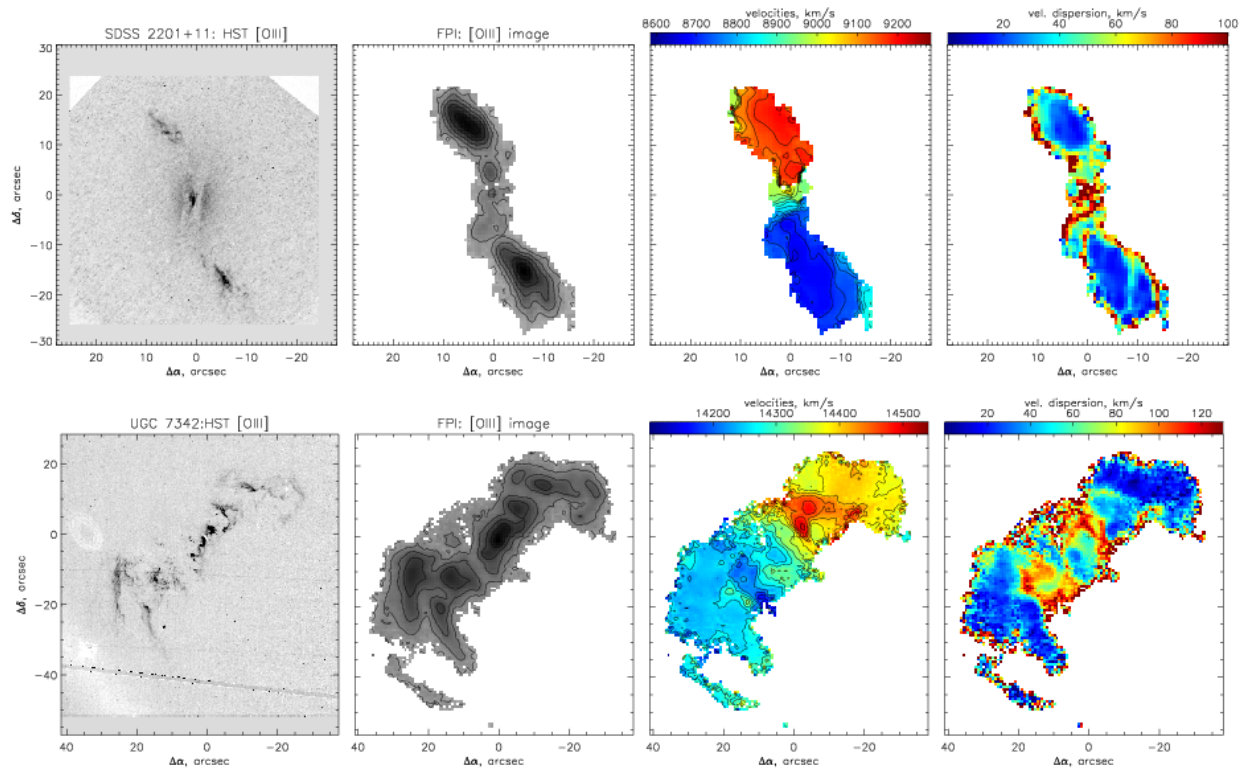 velocities, km/s
vel. dispersion, km/s
8600 8700 8800 8900 9000 9100 9200
20 40 60 80 100
SDSS 2201+11: HST [OIII]
FPI: [OIII] image
30
20
10
0
−10
−20
−30
Δδ, arcsec
20 10 0 −10 −20
20 10 0 −10 −20
20 10 0 −10 −20
20 10 0 −10 −20
Δα, arcsec
Δα, arcsec
Δα, arcsec
Δα, arcsec
velocities, km/s
vel. dispersion, km/s
14200 14300 14400 14500
20 40 60 80 100 120
UGC 7342:HST [OIII]
FPI: [OIII] image
20
0
−20
−40
Δδ, arcsec
40 20 0 −20
40 20 0 −20
40 20 0 −20
40 20 0 −20
Δα, arcsec
Δα, arcsec
Δα, arcsec
Δα, arcsec